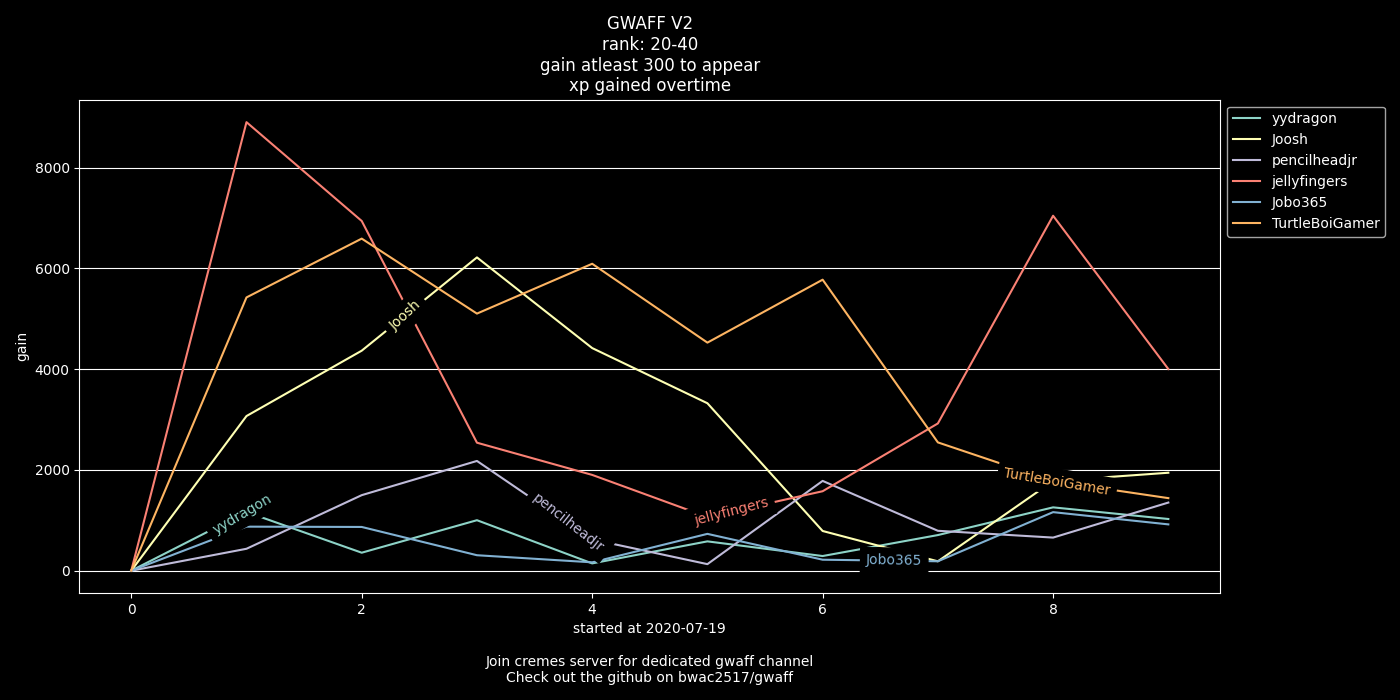 GWAFF V2
rank: 20-40
gain atleast 300 to appear
xp gained overtime
yydragon
Joosh
pencilheadjr
jellyfingers
Jobo365
TurtleBoiGamer
8000
6000
4000
2000
0
gain
Joosh
yydragon
pencilheadjr
jellyfingers
TurtleBoiGamer
Jobo365
0 2 4 6 8
started at 2020-07-19
Join cremes server for dedicated gwaff channel
Check out the github on bwac2517/gwaff